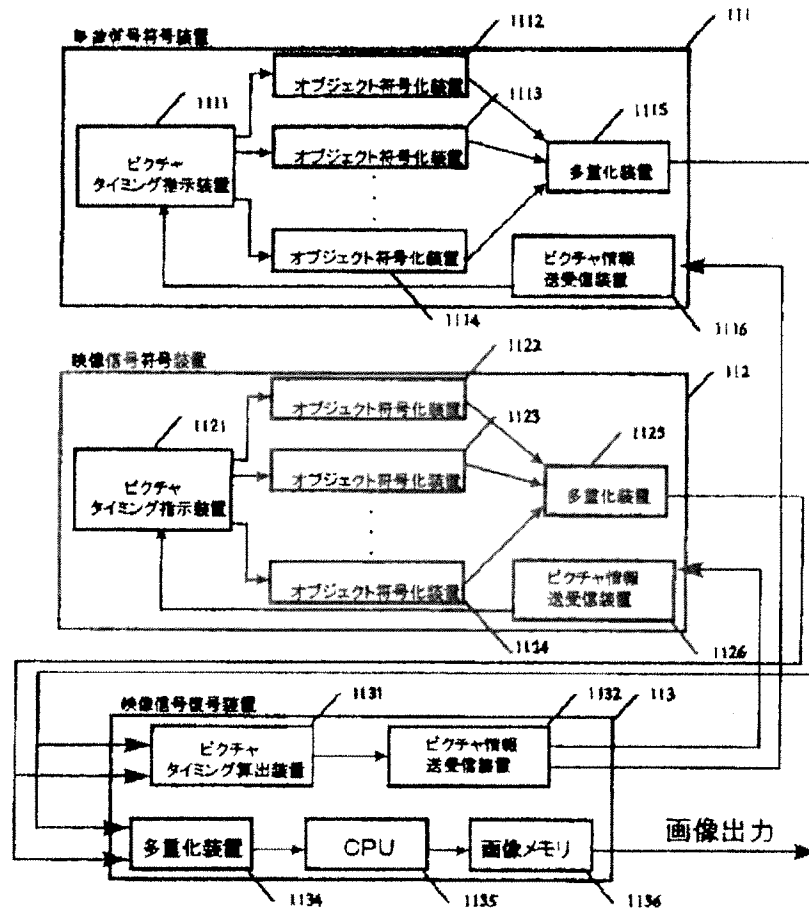 映像信号符号装置
111
1112
オブジェクト符号化装置
1111
1113
オブジェクト符号化装置
1115
ピクチャ
タイミング指示装置
多重化装置
オブジェクト符号化装置
1114
ピクチャ情報
送受信装置
1116
映像信号符号装置
112
1122
オブジェクト符号化装置
1121
1123
オブジェクト符号化装置
1125
ピクチャ
タイミング指示装置
多重化装置
オブジェクト符号化装置
1124
ピクチャ情報
送受信装置
1126
映像信号復号装置
1131
1132
113
ピクチャ
タイミング算出装置
ピクチャ情報
送受信装置
多重化装置
CPU
画像メモリ
画像出力
1134
1135
1136